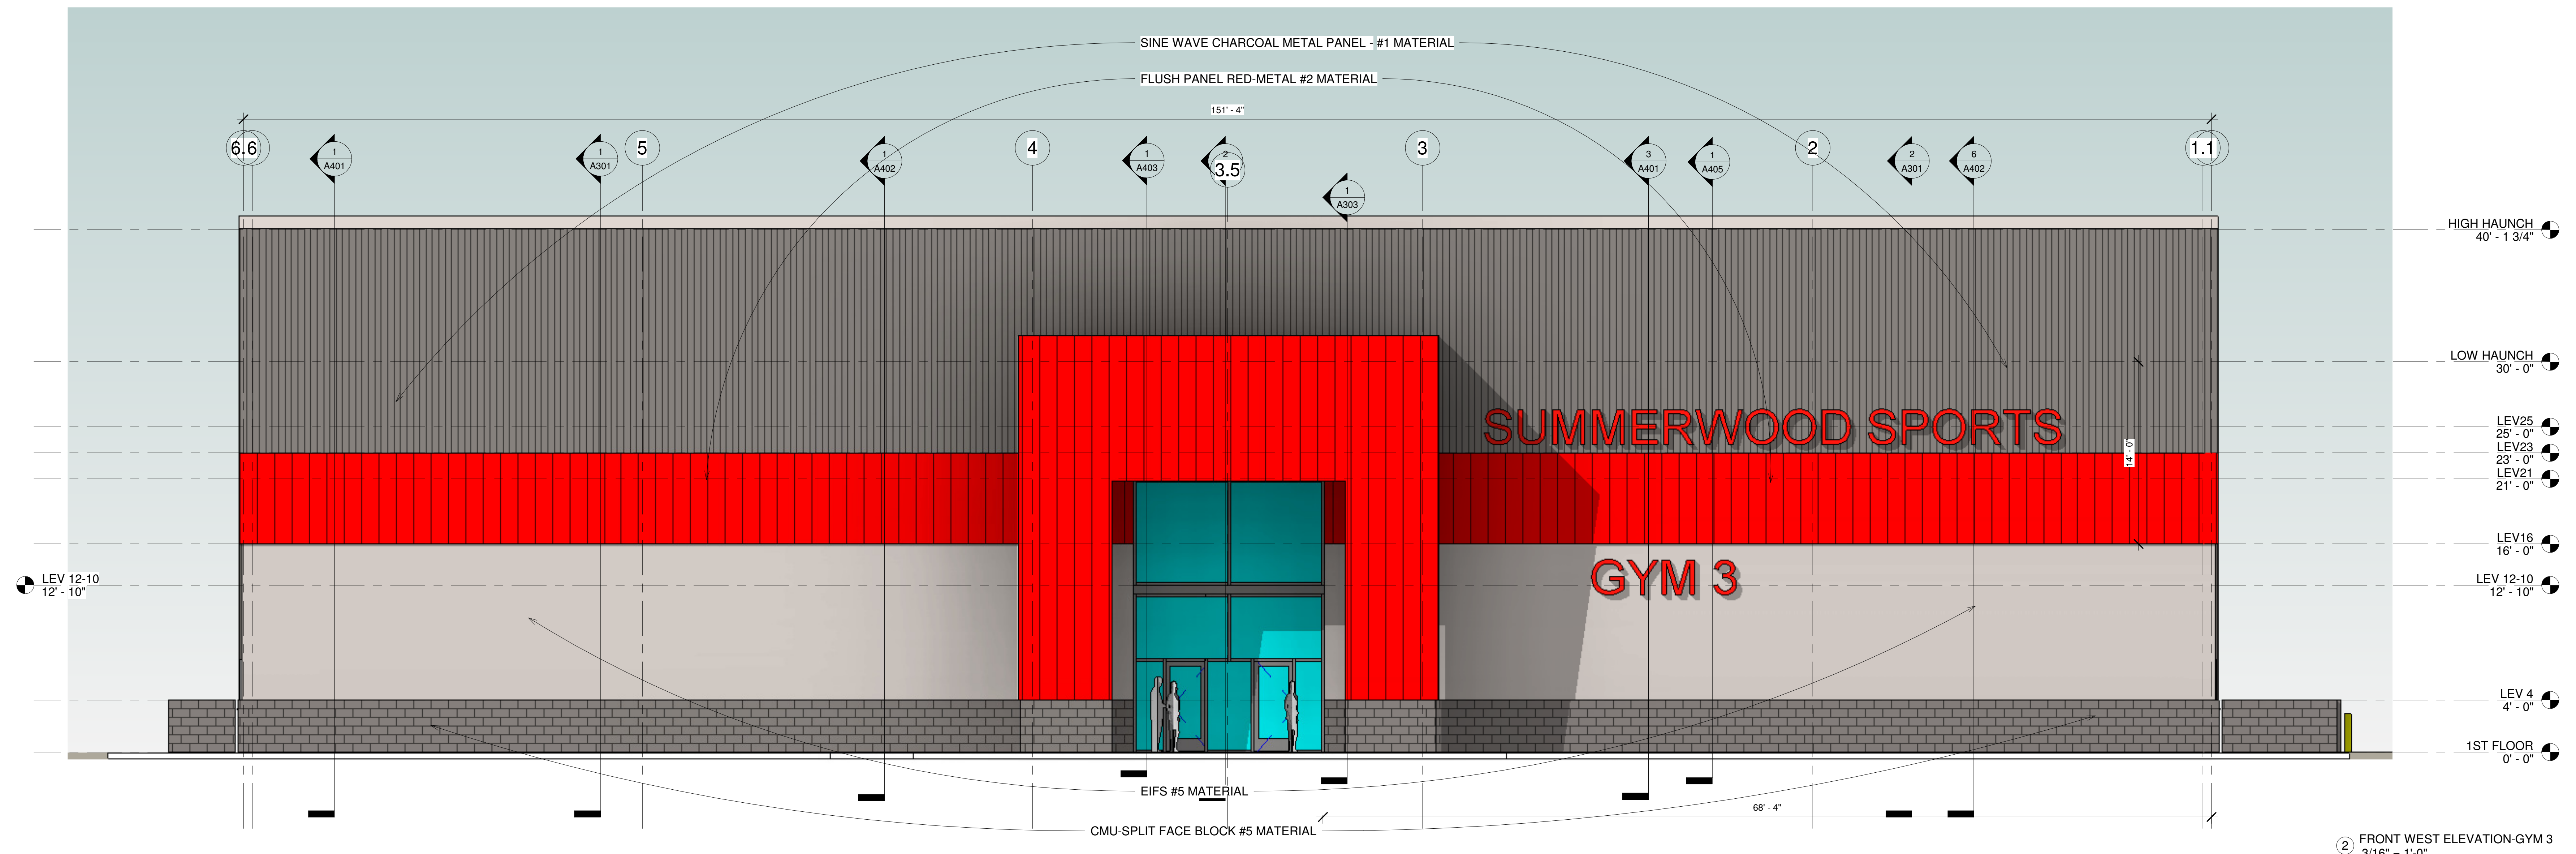 SINE WAVE CHARCOAL METAL PANEL - #1 MATERIAL
FLUSH PANEL RED-METAL #2 MATERIAL
151' - 4"
6.6
1
A401
1
A301
5
1
A402
4
1
A403
2
3.5
1
A303
3
3
A401
1
A405
2
2
A301
6
A402
1.1
HIGH HAUNCH
40' - 1 3/4"
LOW HAUNCH
30' - 0"
SUMMERWOOD SPORTS
14' - 0"
LEV25
25' - 0"
LEV23
23' - 0"
LEV21
21' - 0"
LEV16
16' - 0"
GYM 3
LEV 12-10
12' - 10"
LEV 12-10
12' - 10"
LEV 4
4' - 0"
1ST FLOOR
0' - 0"
EIFS #5 MATERIAL
68' - 4"
CMU-SPLIT FACE BLOCK #5 MATERIAL
2 FRONT WEST ELEVATION-GYM 3
3/16" = 1'-0"